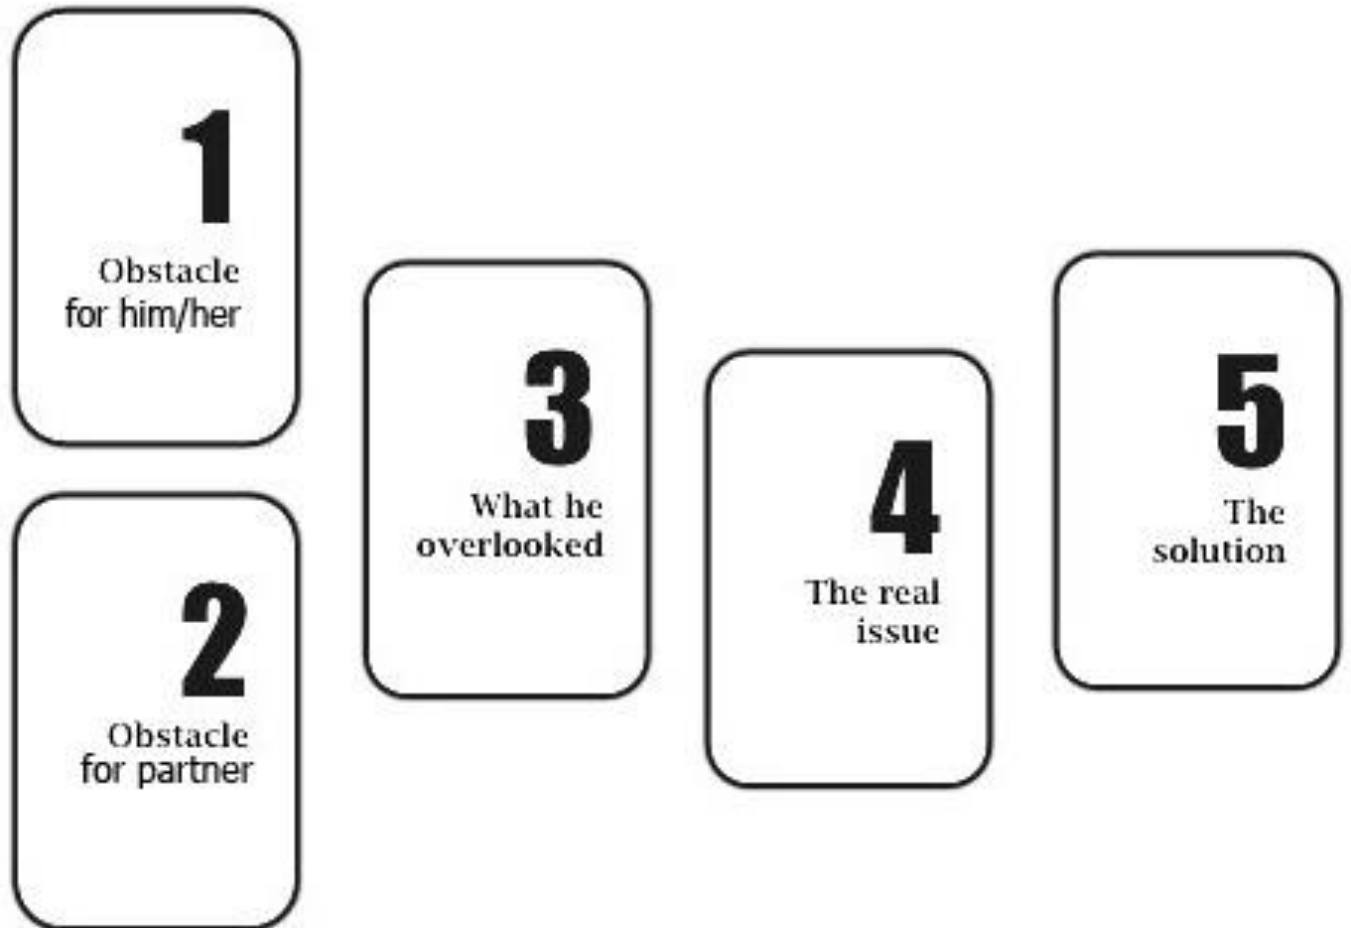 1
Obstacle
for him/her
2
Obstacle
for partner
3
What he
overlooked
4
The real
issue
5
The
solution